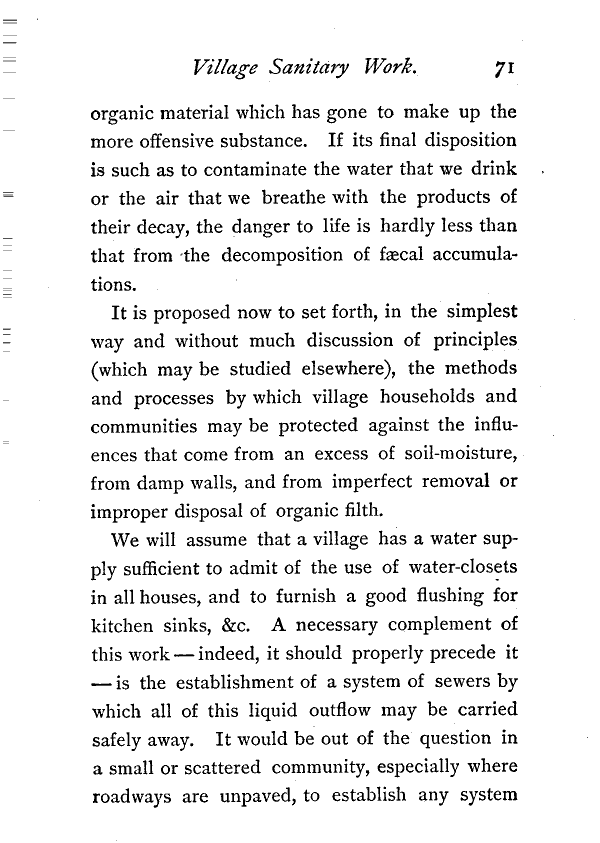 Village Sanitary Work. 71
organic material which has gone to make up the
more offensive substance. If its final disposition
is such as to contaminate the water that we drink
or the air that we breathe with the products of
their decay, the danger to life is hardly less than
that from the decomposition of fæcal accumula-
tions.
It is proposed now to set forth, in the simplest
way and without much discussion of principles
(which may be studied elsewhere), the methods
and processes by which village households and
communities may be protected against the influ-
ences that come from an excess of soil-moisture,
from damp walls, and from imperfect removal or
improper disposal of organic filth.
We will assume that a village has a water sup-
ply sufficient to admit of the use of water-closets
in all houses, and to furnish a good flushing for
kitchen sinks, &c. A necessary complement of
this work — indeed, it should properly precede it
— is the establishment of a system of sewers by
which all of this liquid outflow may be carried
safely away. It would be out of the question in
a small or scattered community, especially where
roadways are unpaved, to establish any system